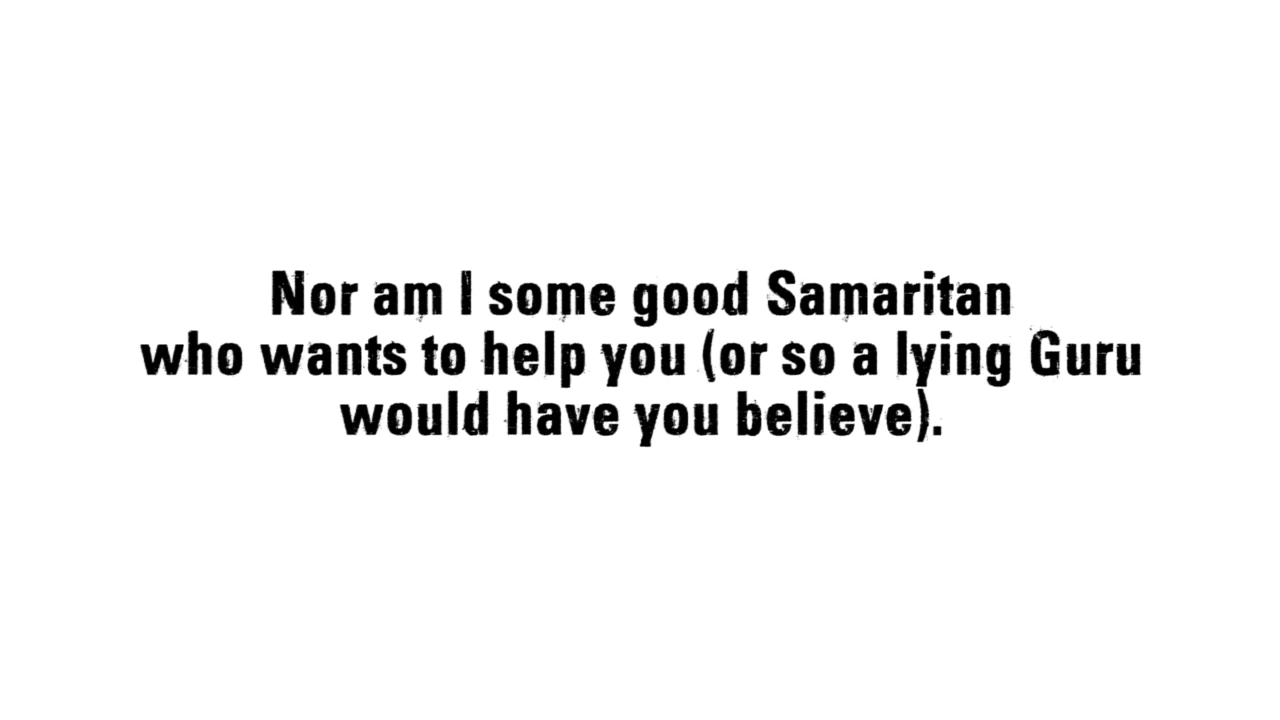 Nor am I some good Samaritan
who wants to help you (or so a lying Guru
would have you believe).